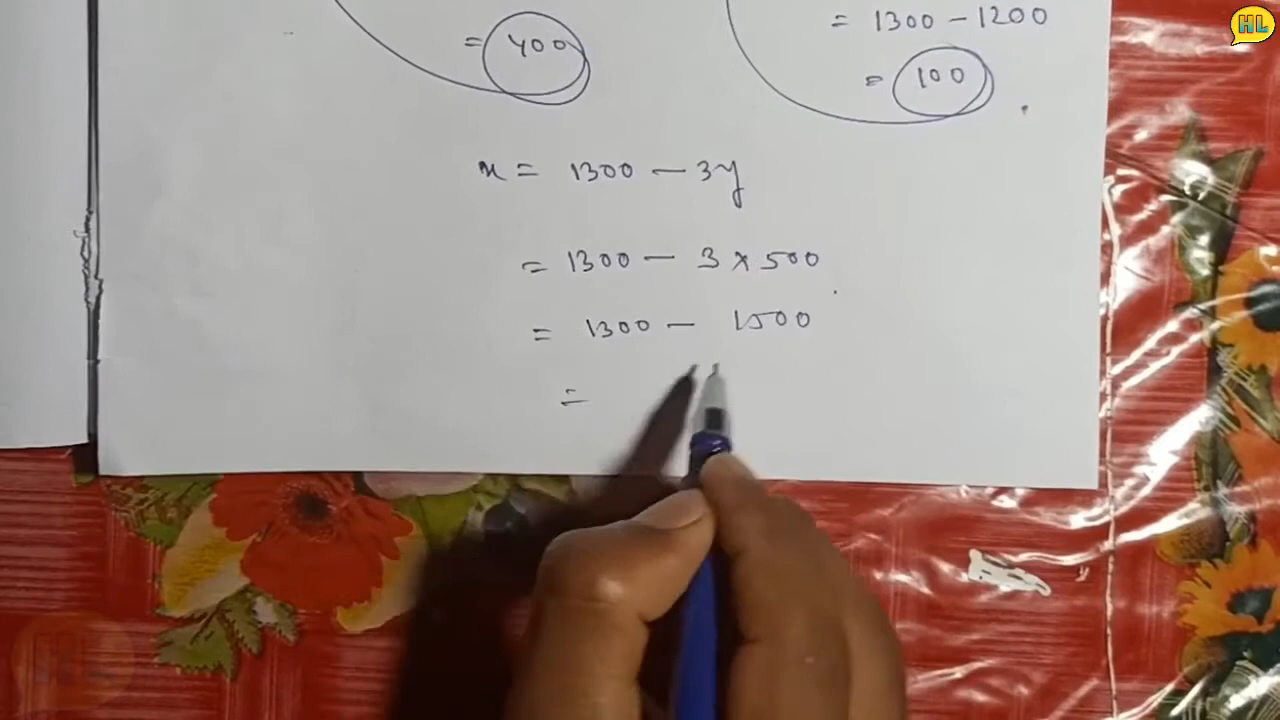 = 400
= 1300 - 1200
= 100
x = 1300 - 3y
= 1300 - 3 x 500
= 1300 - 1500
=
HL